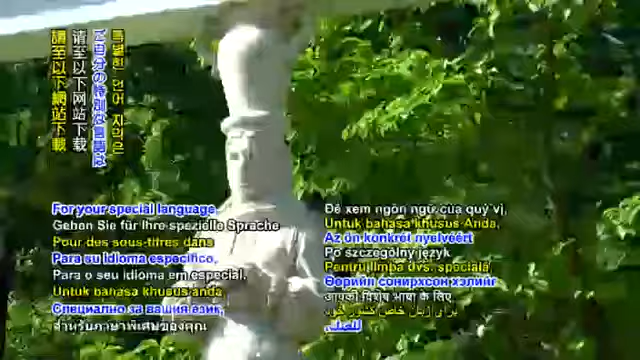 請至以下網站下載
请至以下网站下载
ご自分の特別な言語は
특별한 언어 자막은
For your special language
Gehen Sie für Ihre spezielle Sprache
Pour des sous-titres dans
Para su idioma específico,
Para o seu idioma em especial,
Untuk bahasa khusus anda
Специално за вашия език,
สำหรับภาษาพิเศษของคุณ
Để xem ngôn ngữ của quý vị,
Untuk bahasa khusus Anda,
Az ön konkrét nyelvéért
Po szczególny język
Pentru limba dvs. specială
Өөрийн сонирхсон хэлийг
आपकी विशेष भाषा के लिए
برای زبان خاص کشور خود